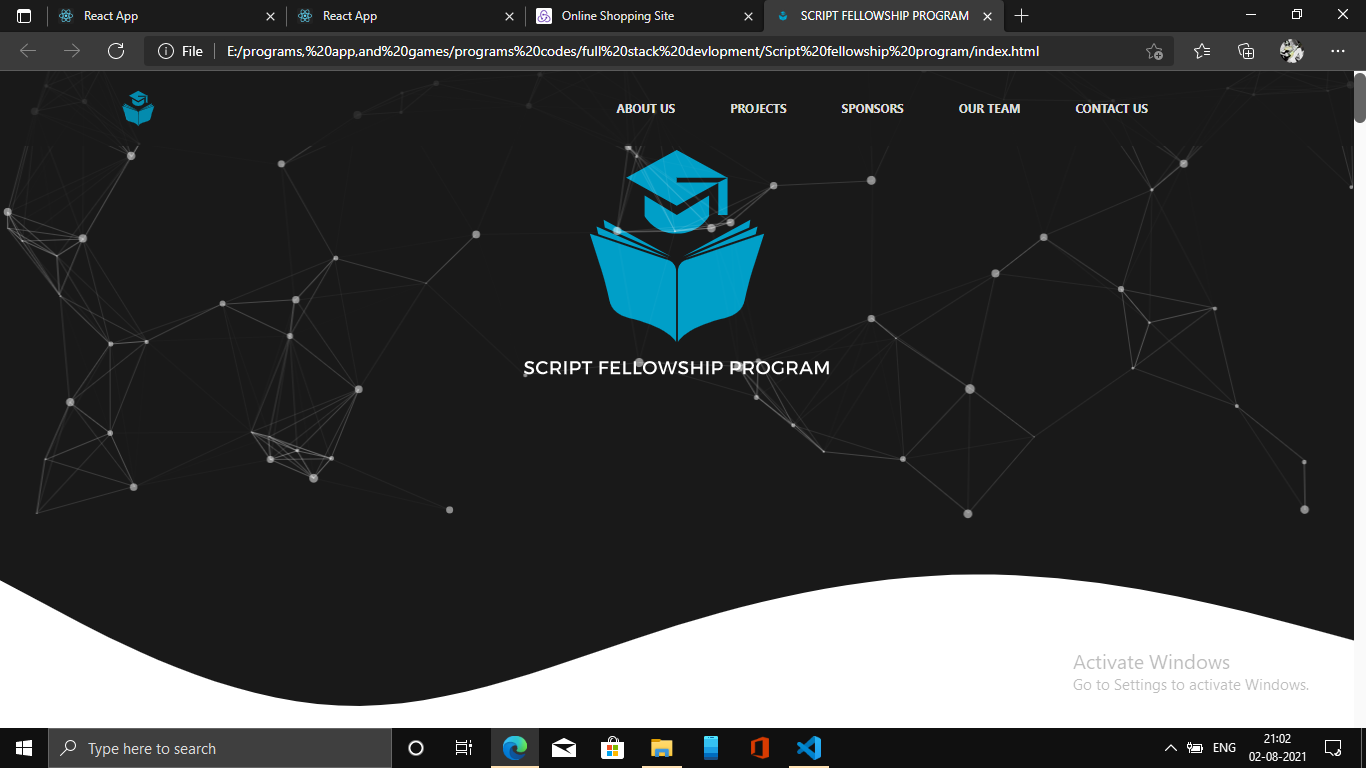 React App
React App
Online Shopping Site
SCRIPT FELLOWSHIP PROGRAM
File
E:/programs,%20app,and%20games/programs%20codes/full%20stack%20devlopment/Script%20fellowship%20program/index.html
ABOUT US
PROJECTS
SPONSORS
OUR TEAM
CONTACT US
SCRIPT FELLOWSHIP PROGRAM
Activate Windows
Go to Settings to activate Windows.
Type here to search
ENG
21:02
02-08-2021